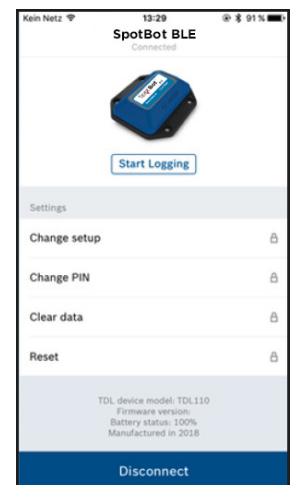 Kein Netz 13:29 91 %
SpotBot BLE
Connected
SpotBot
Start Logging
Settings
Change setup
Change PIN
Clear data
Reset
TDL device model: TDL110
Firmware version:
Battery status: 100%
Manufactured in 2018
Disconnect